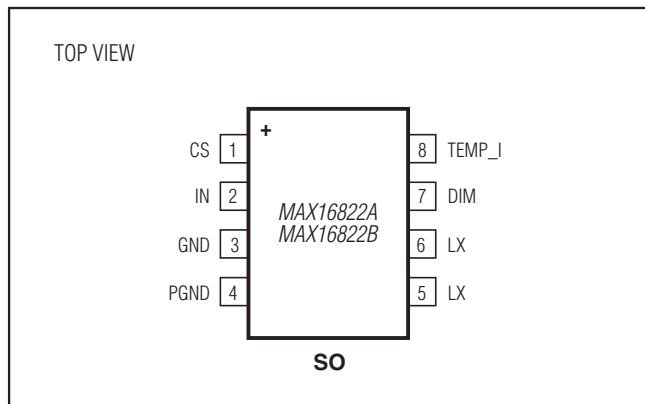 TOP VIEW
+
CS 1
8 TEMP_I
IN 2
7 DIM
MAX16822A
MAX16822B
GND 3
6 LX
PGND 4
5 LX
SO